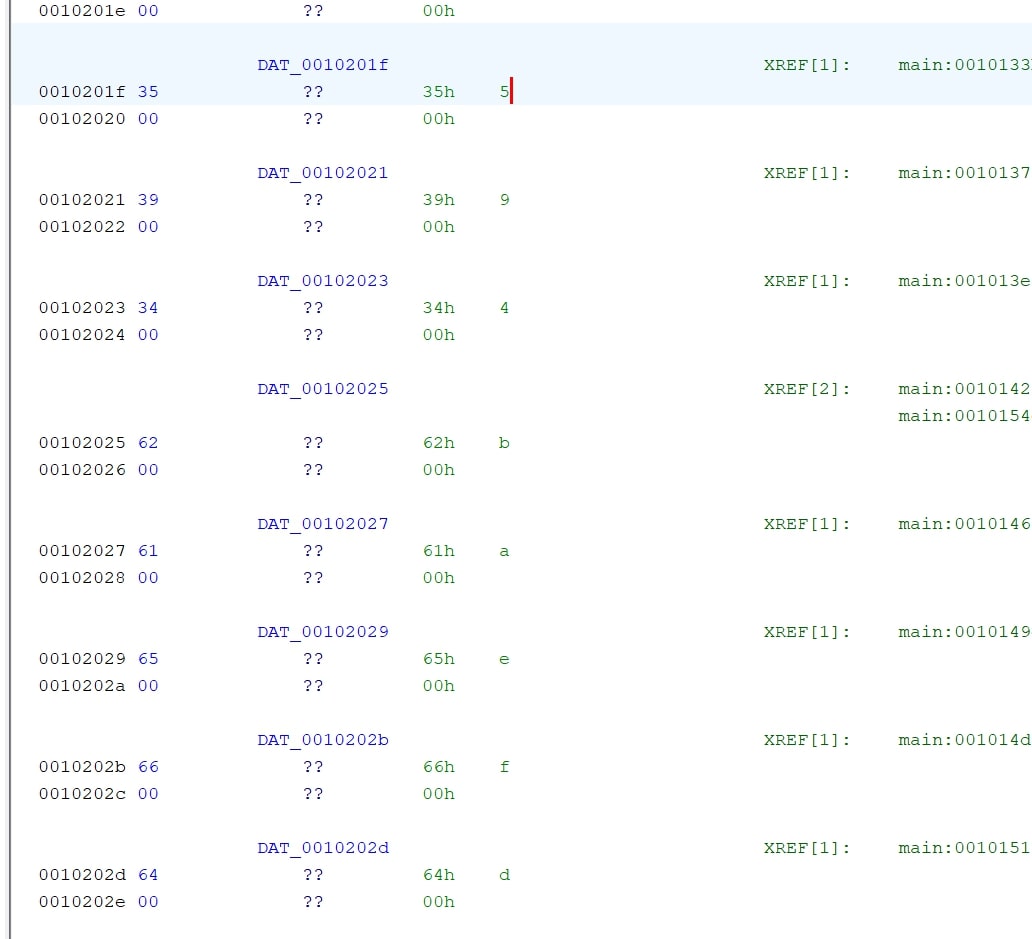 0010201e 00 ?? 00h
DAT_0010201f XREF[1]: main:0010133
0010201f 35 ?? 35h 5
00102020 00 ?? 00h
DAT_00102021 XREF[1]: main:0010137
00102021 39 ?? 39h 9
00102022 00 ?? 00h
DAT_00102023 XREF[1]: main:001013e
00102023 34 ?? 34h 4
00102024 00 ?? 00h
DAT_00102025 XREF[2]: main:0010142
main:0010154
00102025 62 ?? 62h b
00102026 00 ?? 00h
DAT_00102027 XREF[1]: main:0010146
00102027 61 ?? 61h a
00102028 00 ?? 00h
DAT_00102029 XREF[1]: main:0010149
00102029 65 ?? 65h e
0010202a 00 ?? 00h
DAT_0010202b XREF[1]: main:001014d
0010202b 66 ?? 66h f
0010202c 00 ?? 00h
DAT_0010202d XREF[1]: main:0010151
0010202d 64 ?? 64h d
0010202e 00 ?? 00h